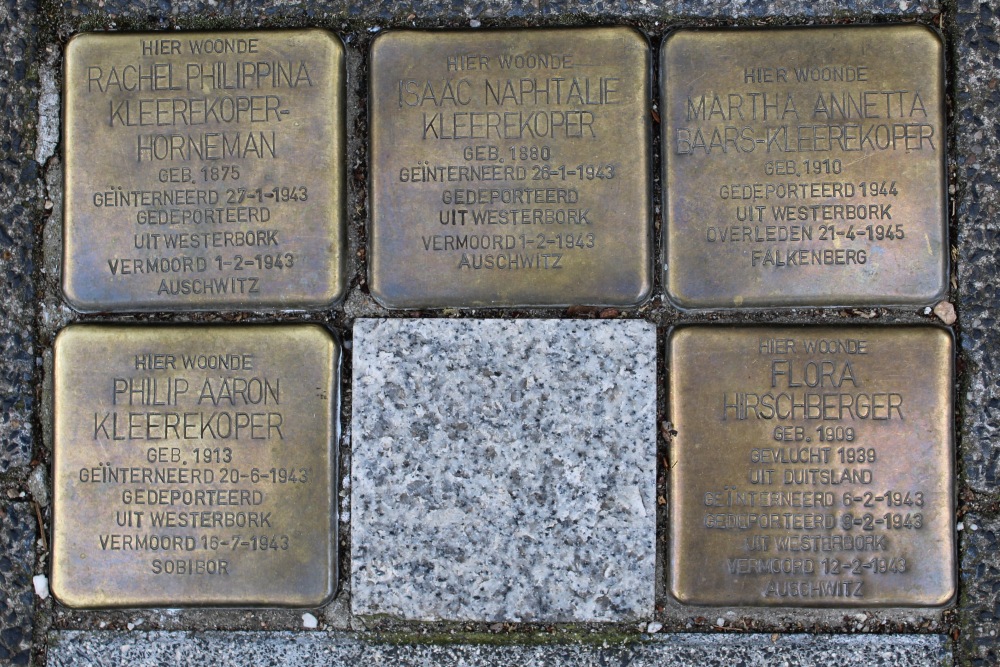 HIER WOONDE
RACHEL PHILIPPINA
KLEEREKOPER-
HORNEMAN
GEB. 1875
GEÏNTERNEERD 27-1-1943
GEDEPORTEERD
UIT WESTERBORK
VERMOORD 1-2-1943
AUSCHWITZ
HIER WOONDE
ISAAC NAPHTALIE
KLEEREKOPER
GEB. 1880
GEÏNTERNEERD 26-1-1943
GEDEPORTEERD
UIT WESTERBORK
VERMOORD 1-2-1943
AUSCHWITZ
HIER WOONDE
MARTHA ANNETTA
BAARS-KLEEREKOPER
GEB. 1910
GEDEPORTEERD 1944
UIT WESTERBORK
OVERLEDEN 21-4-1945
FALKENBERG
HIER WOONDE
PHILIP AÄRON
KLEEREKOPER
GEB. 1913
GEÏNTERNEERD 20-6-1943
GEDEPORTEERD
UIT WESTERBORK
VERMOORD 16-7-1943
SOBIBOR
HIER WOONDE
FLORA
HIRSCHBERGER
GEB. 1909
GEVLUCHT 1939
UIT DUITSLAND
GEÏNTERNEERD 6-2-1943
GEDEPORTEERD 9-2-1943
UIT WESTERBORK
VERMOORD 12-2-1943
AUSCHWITZ